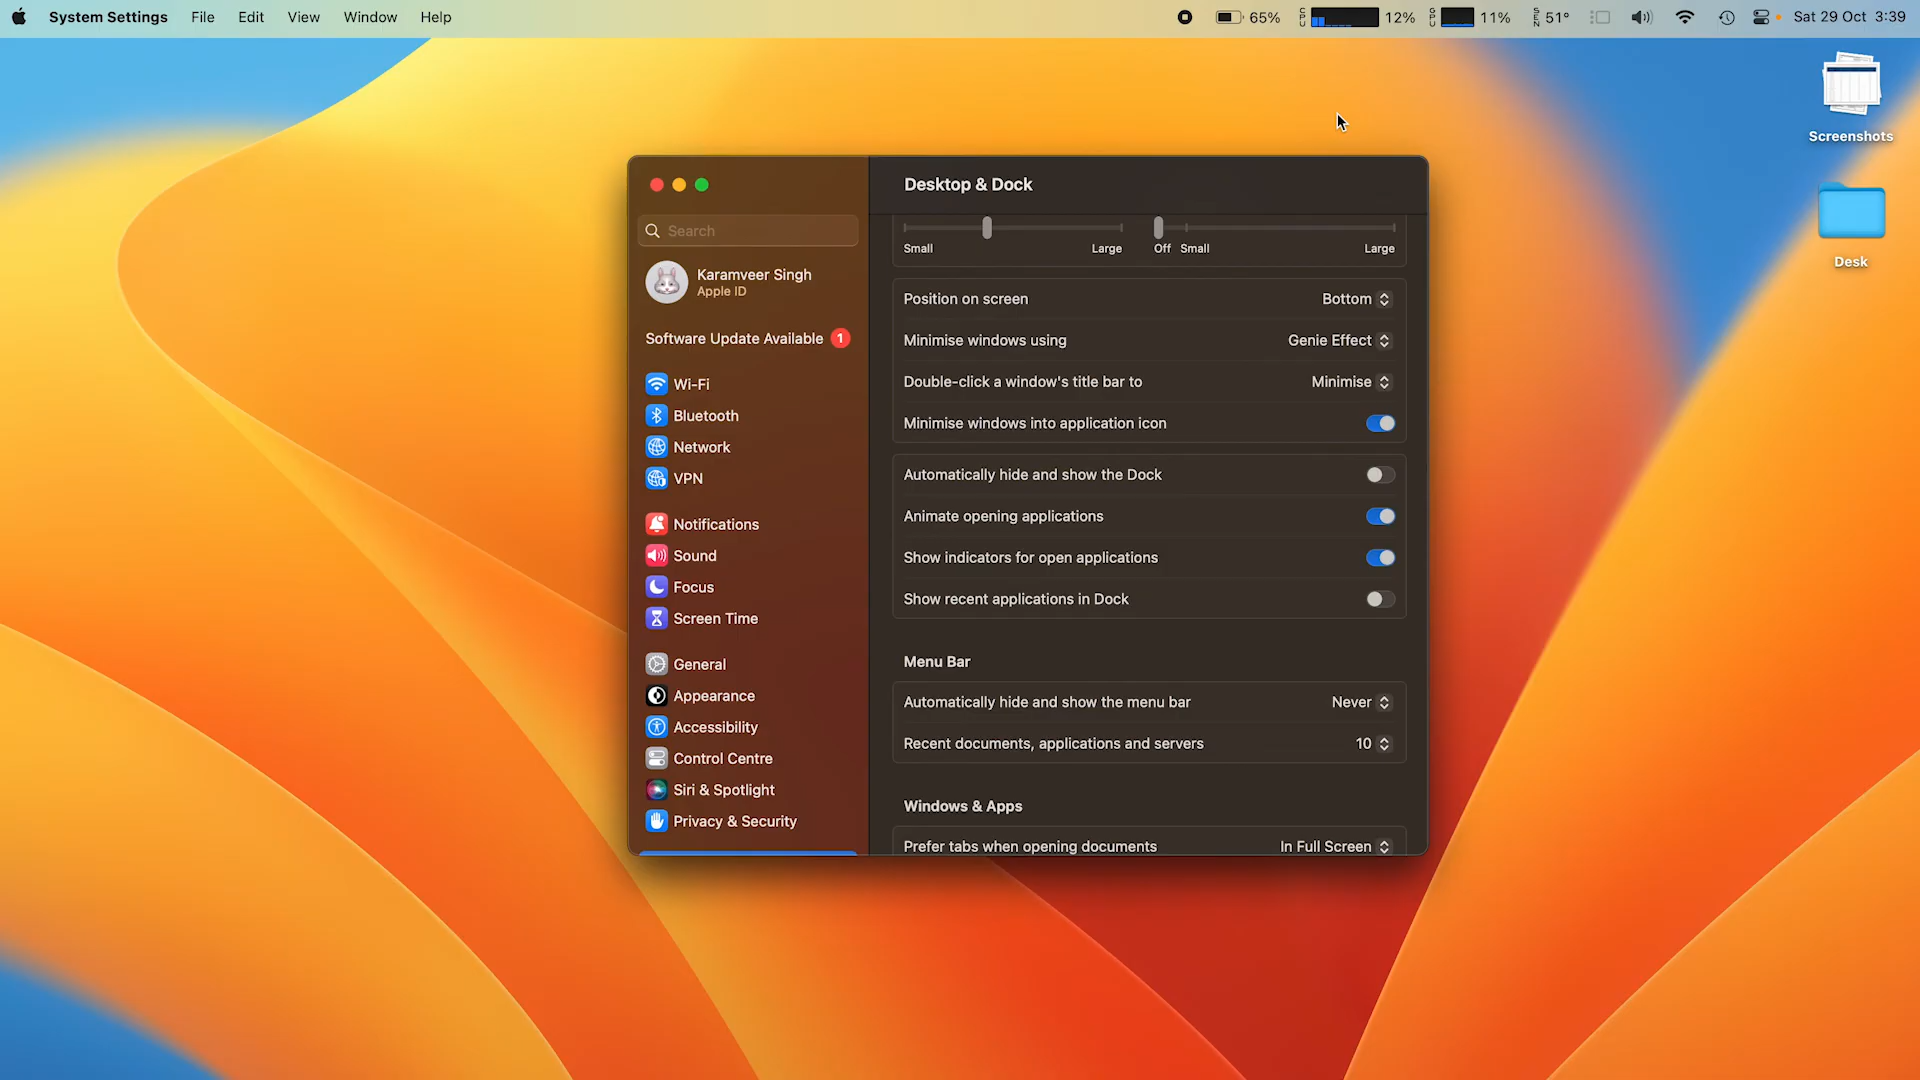 System Settings File Edit View Window Help
65% CPU 12% GPU 11% SEN 51° Sat 29 Oct 3:39
Screenshots
Desk
Search
Karamveer Singh
Apple ID
Software Update Available 1
Wi-Fi
Bluetooth
Network
VPN
Notifications
Sound
Focus
Screen Time
General
Appearance
Accessibility
Control Centre
Siri & Spotlight
Privacy & Security
Desktop & Dock
Small Large Off Small Large
Position on screen Bottom
Minimise windows using Genie Effect
Double-click a window's title bar to Minimise
Minimise windows into application icon
Automatically hide and show the Dock
Animate opening applications
Show indicators for open applications
Show recent applications in Dock
Menu Bar
Automatically hide and show the menu bar Never
Recent documents, applications and servers 10
Windows & Apps
Prefer tabs when opening documents In Full Screen